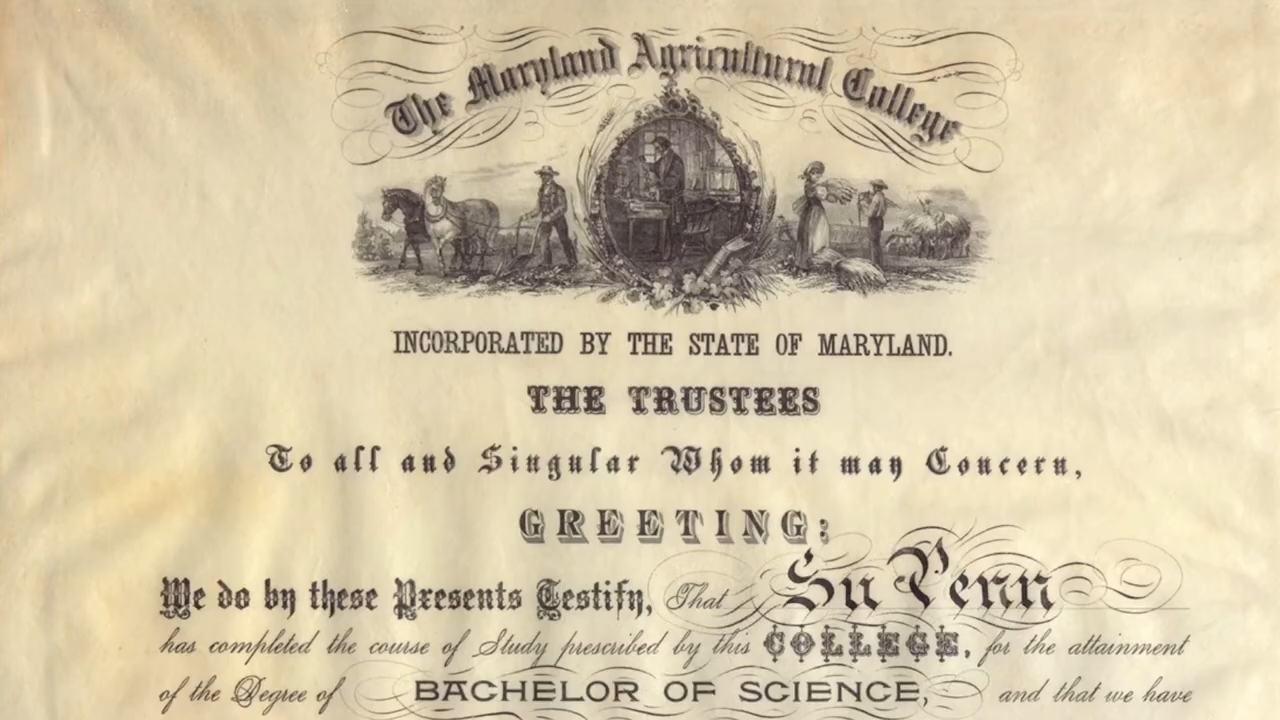 The Maryland Agricultural College
INCORPORATED BY THE STATE OF MARYLAND.
THE TRUSTEES
To all and Singular Whom it may Concern,
GREETING:
We do by these Presents Testify, That Su Penn
has completed the course of Study prescribed by this COLLEGE, for the attainment
of the Degree of BACHELOR OF SCIENCE, and that we have